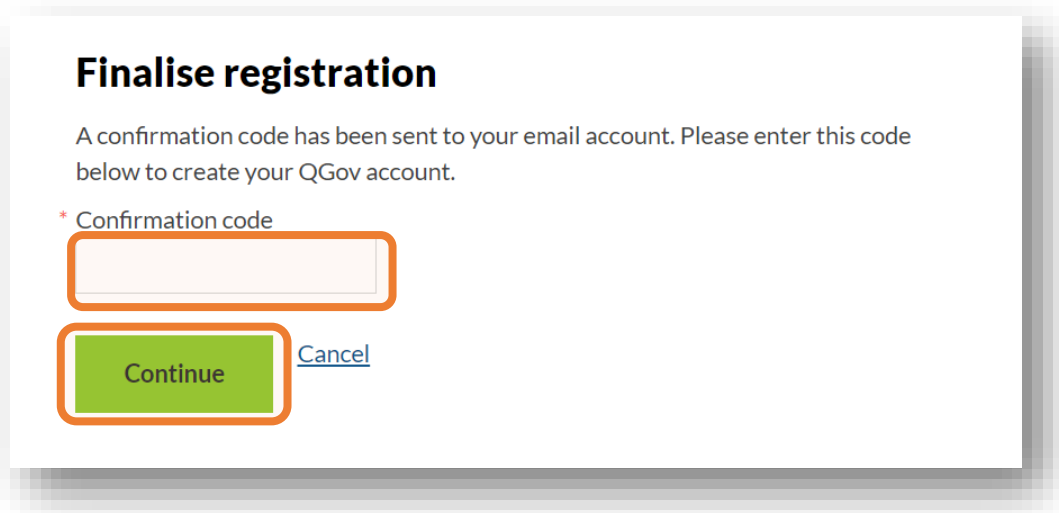 Finalise registration
A confirmation code has been sent to your email account. Please enter this code
below to create your QGov account.
* Confirmation code
Continue
Cancel